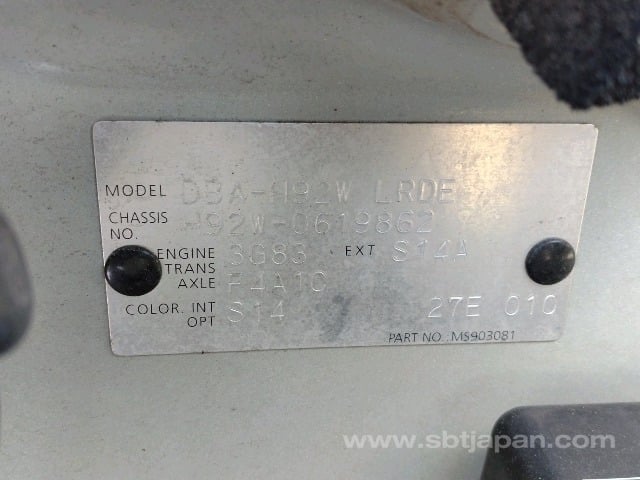 MODEL DBA-H92W LRDE
CHASSIS NO. H92W-0619862
ENGINE 3G83 EXT S14A
TRANS AXLE F4A1C
COLOR. INT OPT S14 27E 010
PART NO. MS903081
www.sbtjapan.com